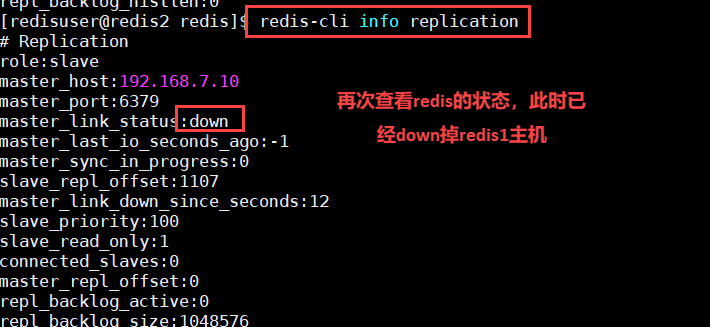 repl_backlog_histlen:0
[redisuser@redis2 redis]$ redis-cli info replication
# Replication
role:slave
master_host:192.168.7.10
master_port:6379
master_link_status:down
master_last_io_seconds_ago:-1
master_sync_in_progress:0
slave_repl_offset:1107
master_link_down_since_seconds:12
slave_priority:100
slave_read_only:1
connected_slaves:0
master_repl_offset:0
repl_backlog_active:0
repl_backlog_size:1048576
再次查看redis的状态，此时已
经down掉redis1主机